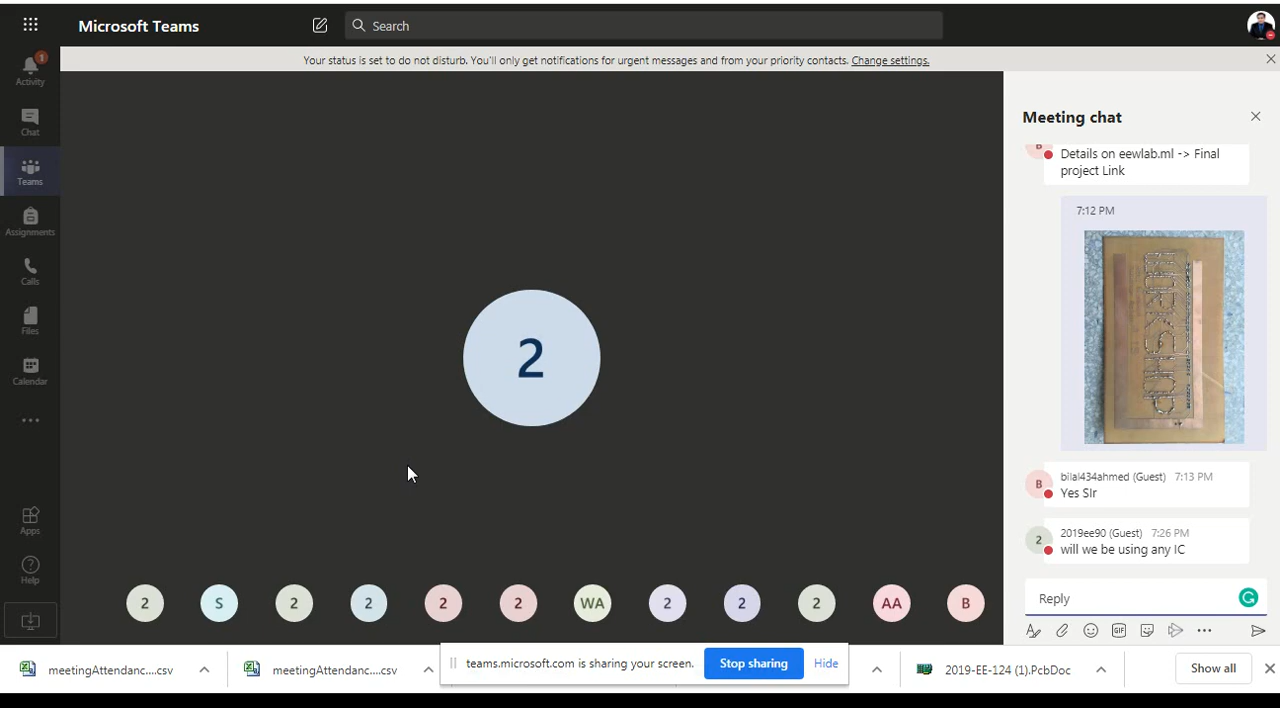 Microsoft Teams
Search
Your status is set to do not disturb. You'll only get notifications for urgent messages and from your priority contacts. Change settings.
1
Activity
Chat
Teams
Assignments
Calls
Files
Calendar
Apps
Help
2
2 S 2 2 2 2 WA 2 2 2 AA B
Meeting chat
B
Details on eewlab.ml -> Final
project Link
7:12 PM
WORKSHOP
B
bilal434ahmed (Guest) 7:13 PM
Yes SIr
2
2019ee90 (Guest) 7:26 PM
will we be using any IC
Reply
GIF
meetingAttendanc....csv
meetingAttendanc....csv
teams.microsoft.com is sharing your screen. Stop sharing Hide
2019-EE-124 (1).PcbDoc
Show all